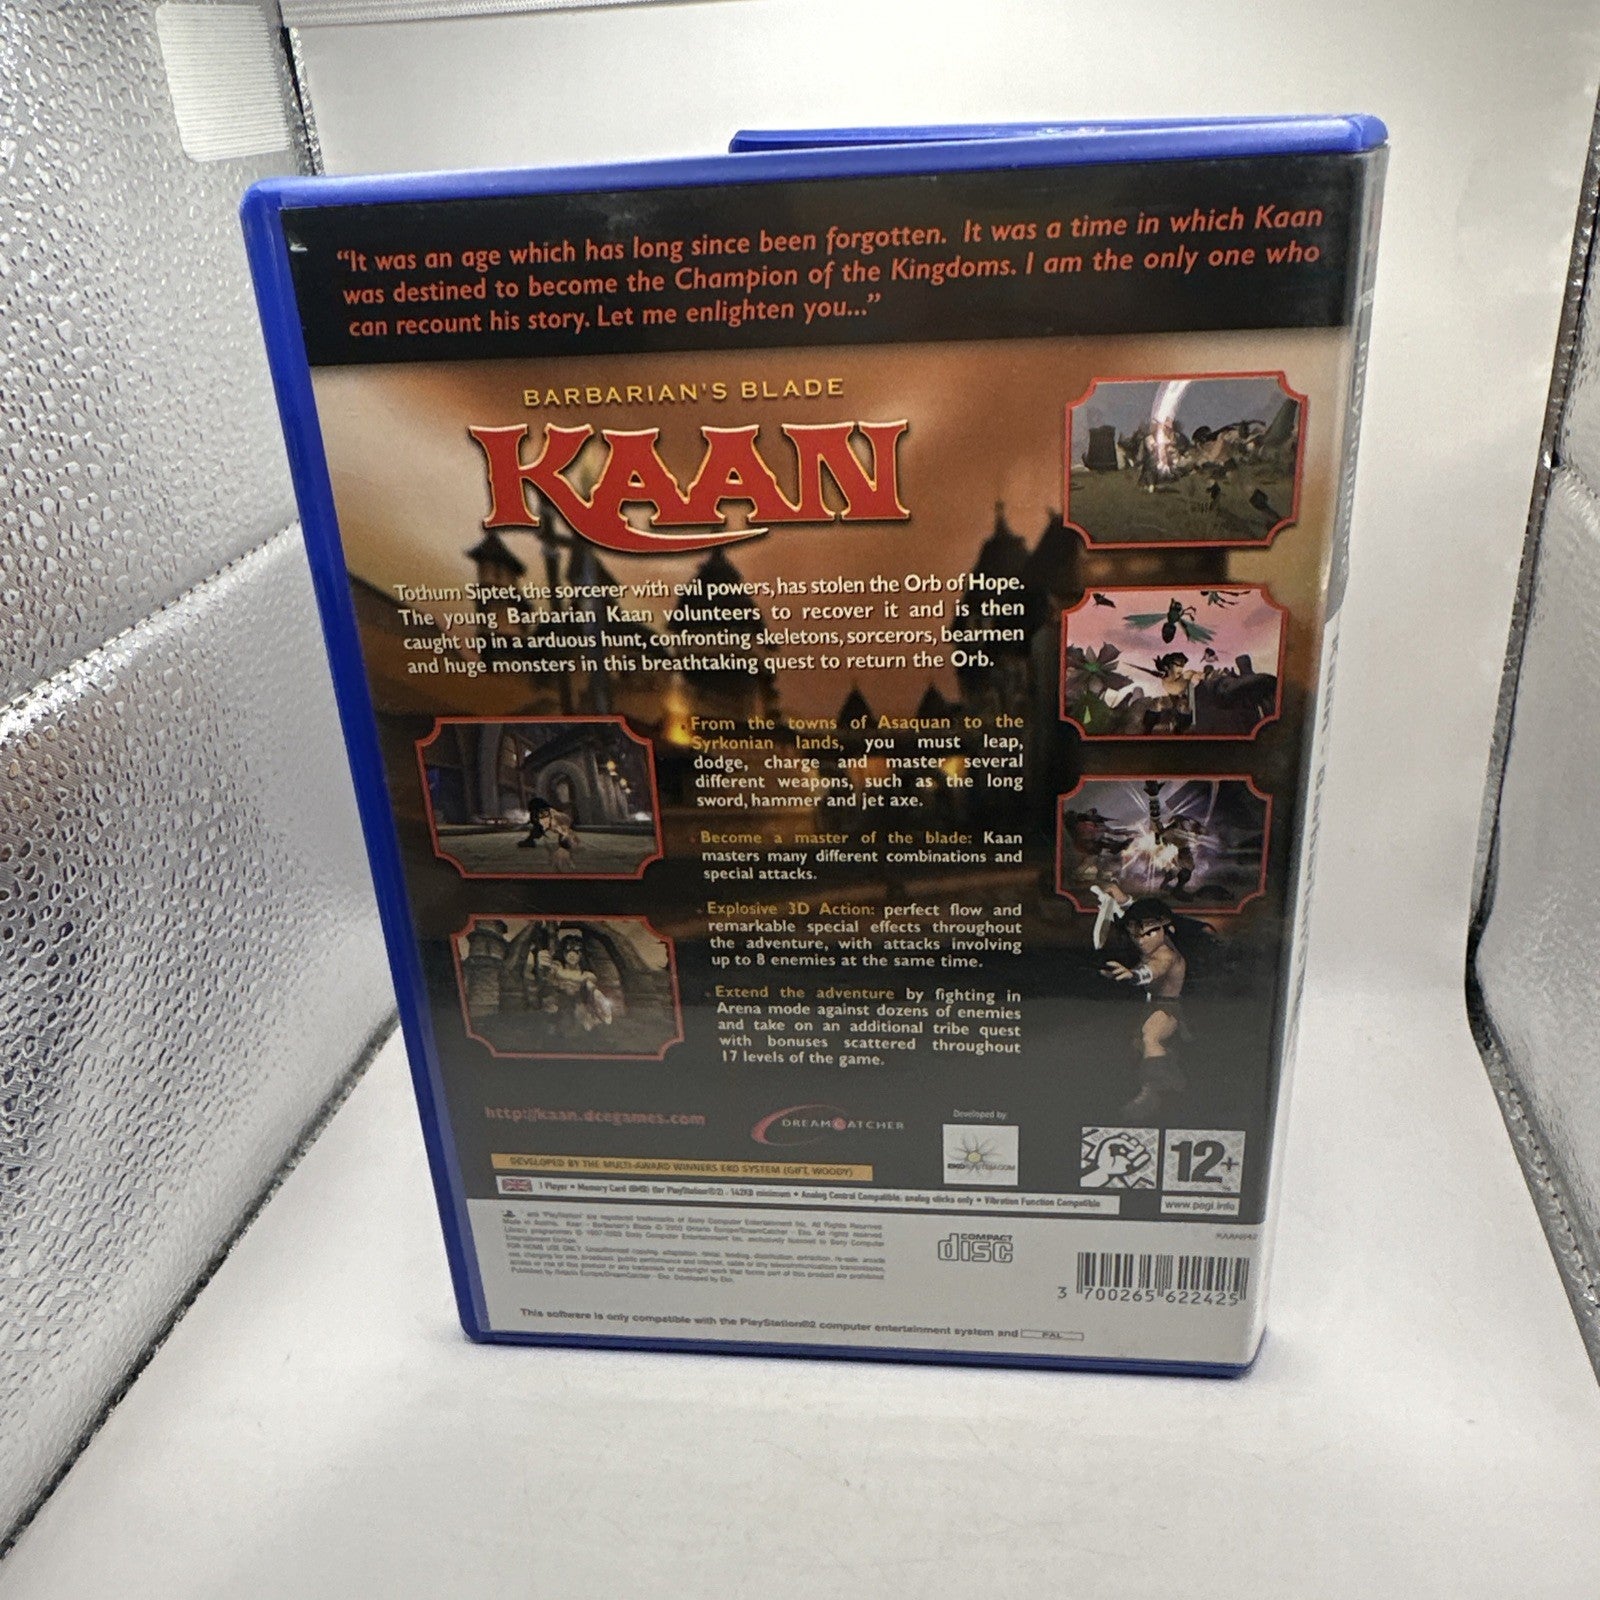 “It was an age which has long since been forgotten. It was a time in which Kaan
was destined to become the Champion of the Kingdoms. I am the only one who
can recount his story. Let me enlighten you...”
BARBARIAN'S BLADE
KAAN
Tothum Siptet, the sorcerer with evil powers, has stolen the Orb of Hope.
The young Barbarian Kaan volunteers to recover it and is then
caught up in a arduous hunt, confronting skeletons, sorcerors, bearmen
and huge monsters in this breathtaking quest to return the Orb.
From the towns of Asaquan to the
Syrkonian lands, you must leap,
dodge, charge and master several
different weapons, such as the long
sword, hammer and jet axe.
Become a master of the blade: Kaan
masters many different combinations and
special attacks.
Explosive 3D Action: perfect flow and
remarkable special effects throughout
the adventure, with attacks involving
up to 8 enemies at the same time.
Extend the adventure by fighting in
Arena mode against dozens of enemies
and take on an additional tribe quest
with bonuses scattered throughout
17 levels of the game.
http://kaan.dcegames.com
DREAMCATCHER
Developed by
EKOSYSTEM.COM
12+
www.pegi.info
DEVELOPED BY THE MULTI-AWARD WINNERS EKO SYSTEM (GIFT, WOODY)
1 Player • Memory Card (8MB) (for PlayStation®2) - 142KB minimum • Analog Control Compatible: analog sticks only • Vibration Function Compatible
COMPACT
disc
3 700265 622425
This software is only compatible with the PlayStation®2 computer entertainment system and PAL